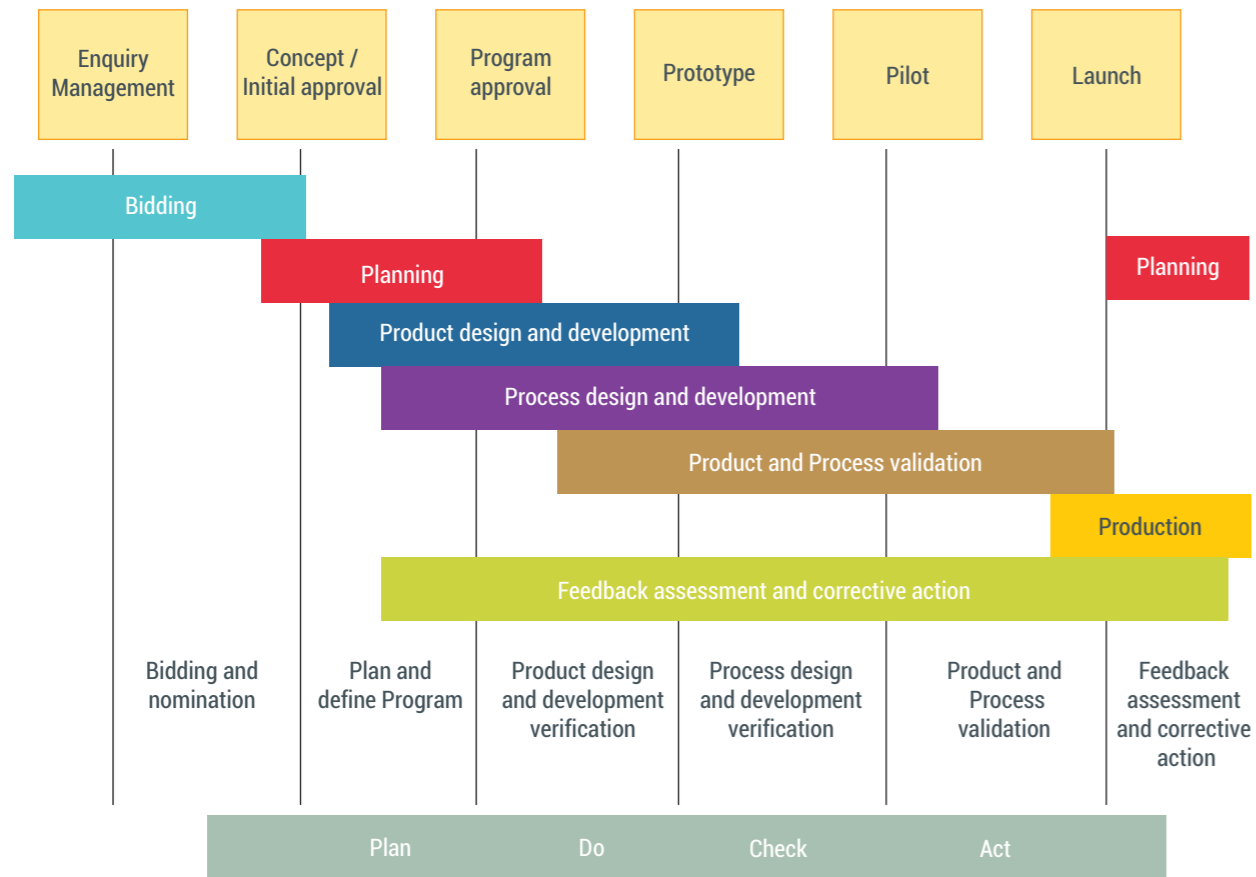 Enquiry
Management
Concept /
Initial approval
Program
approval
Prototype
Pilot
Launch
Bidding
Planning
Planning
Product design and development
Process design and development
Product and Process validation
Production
Feedback assessment and corrective action
Bidding and
nomination
Plan and
define Program
Product design
and development
verification
Process design
and development
verification
Product and
Process
validation
Feedback
assessment
and corrective
action
Plan
Do
Check
Act